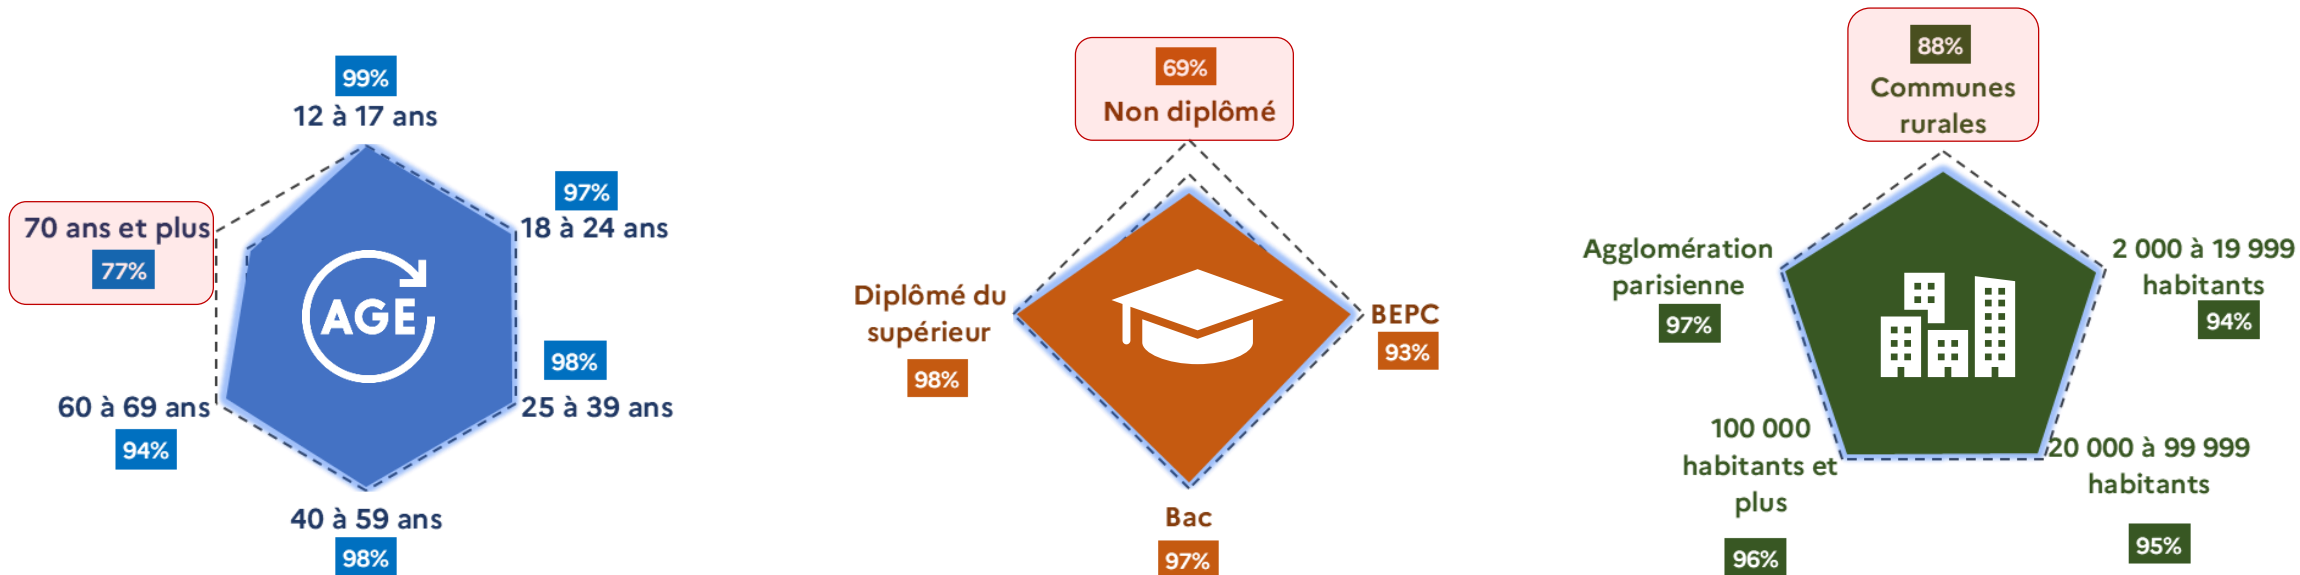 99%
12 à 17 ans
97%
18 à 24 ans
70 ans et plus
77%
AGE
98%
25 à 39 ans
60 à 69 ans
94%
40 à 59 ans
98%
69%
Non diplômé
Diplômé du
supérieur
98%
BEPC
93%
Bac
97%
88%
Communes
rurales
Agglomération
parisienne
97%
2 000 à 19 999
habitants
94%
100 000
habitants et
plus
96%
20 000 à 99 999
habitants
95%